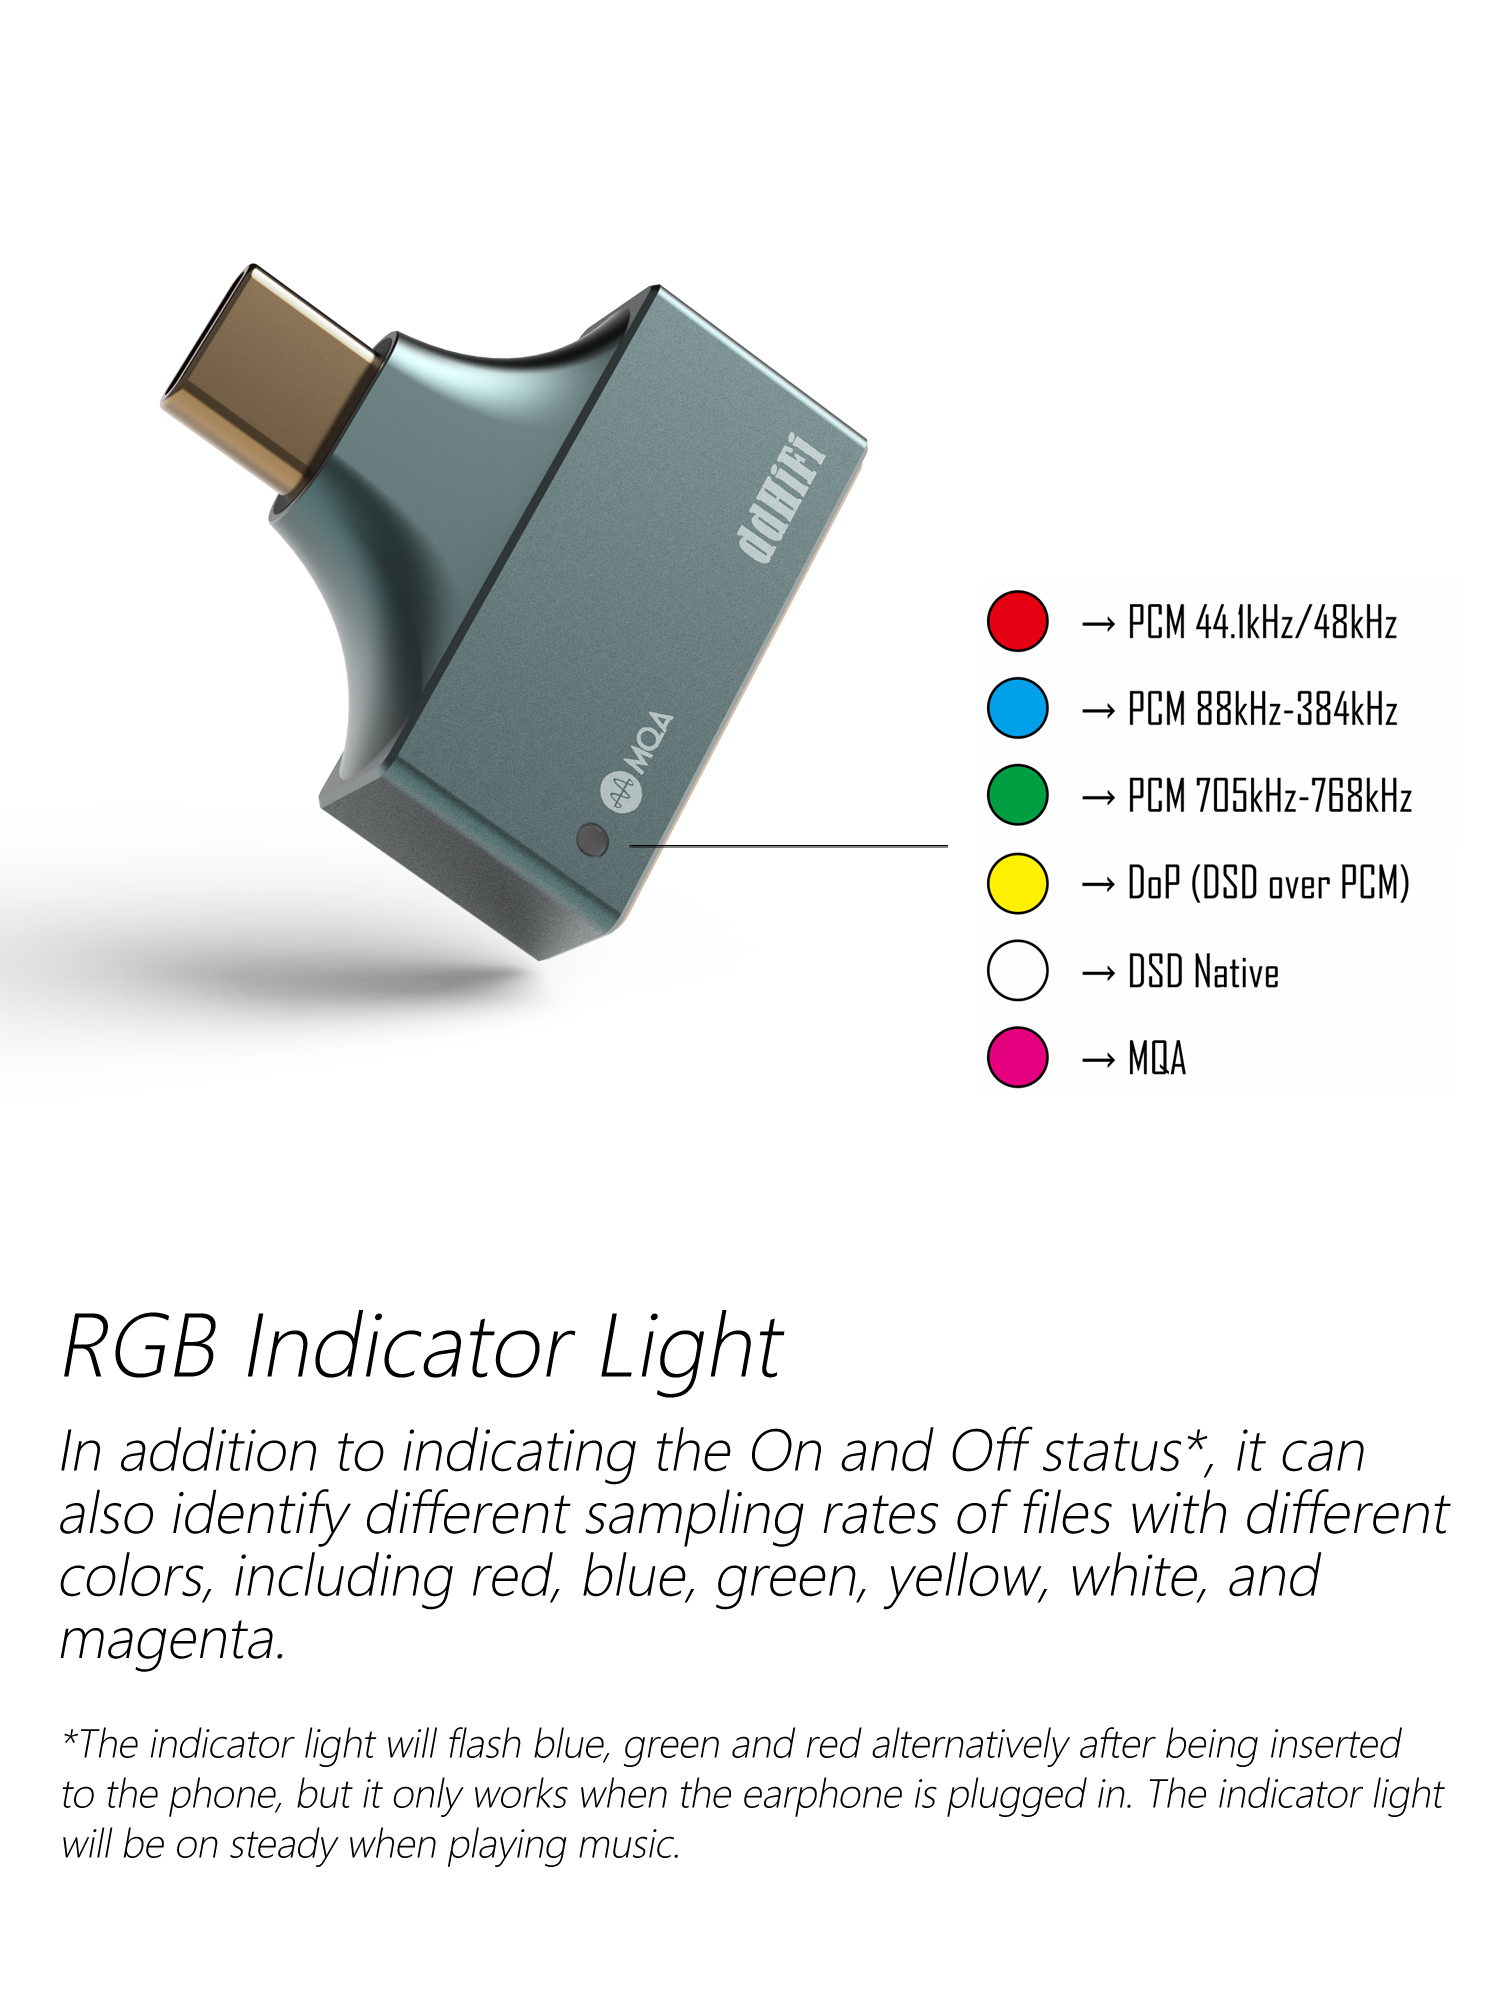 ddHiFi
MQA
→ PCM 44.1kHz/48kHz
→ PCM 88kHz-384kHz
→ PCM 705kHz-768kHz
→ DoP (DSD over PCM)
→ DSD Native
→ MQA
RGB Indicator Light
In addition to indicating the On and Off status*, it can
also identify different sampling rates of files with different
colors, including red, blue, green, yellow, white, and
magenta.
*The indicator light will flash blue, green and red alternatively after being inserted
to the phone, but it only works when the earphone is plugged in. The indicator light
will be on steady when playing music.